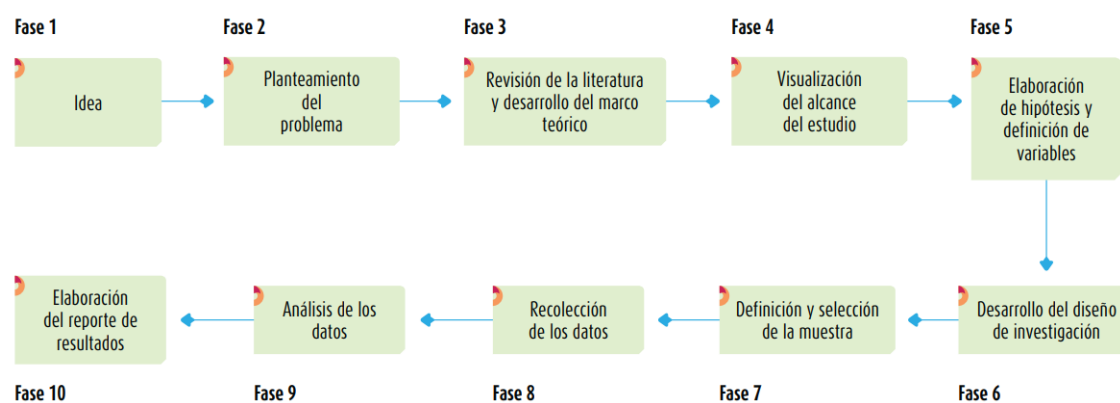 Fase 1
Idea
Fase 2
Planteamiento
del
problema
Fase 3
Revisión de la literatura
y desarrollo del marco
teórico
Fase 4
Visualización
del alcance
del estudio
Fase 5
Elaboración
de hipótesis y
definición de
variables
Desarrollo del diseño
de investigación
Fase 6
Definición y selección
de la muestra
Fase 7
Recolección
de los datos
Fase 8
Análisis de los
datos
Fase 9
Elaboración
del reporte de
resultados
Fase 10